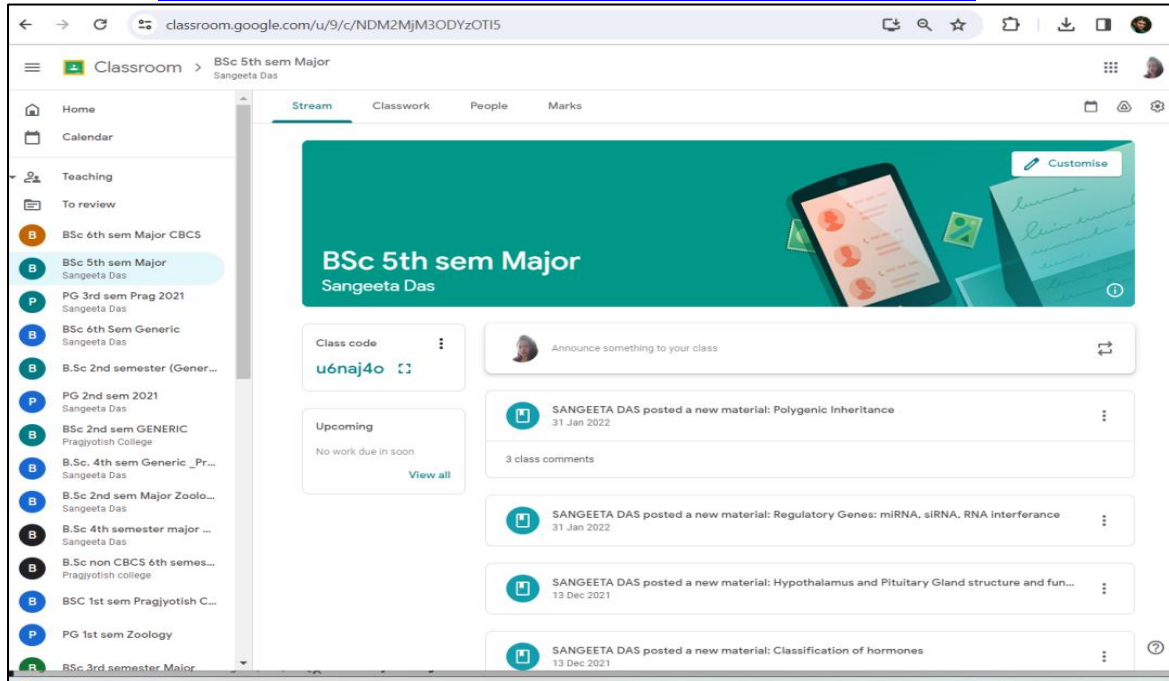 classroom.google.com/u/9/c/NDM2MjM3ODYzOTI5
Classroom > BSc 5th sem Major
Sangeeta Das
Home
Calendar
Teaching
To review
B BSc 6th sem Major CBCS
B BSc 5th sem Major
Sangeeta Das
P PG 3rd sem Prag 2021
Sangeeta Das
B BSc 6th Sem Generic
Sangeeta Das
B B.Sc 2nd semester (Gener...
P PG 2nd sem 2021
Sangeeta Das
B BSc 2nd sem GENERIC
Pragjyotish College
B B.Sc. 4th sem Generic _Pr...
Sangeeta Das
B B.Sc 2nd sem Major Zoolo...
Sangeeta Das
B B.Sc 4th semester major ...
Sangeeta Das
B B.Sc non CBCS 6th semes...
Pragjyotish college
B BSC 1st sem Pragjyotish C...
P PG 1st sem Zoology
B BSc 3rd semester Major
Stream Classwork People Marks
Customise
BSc 5th sem Major
Sangeeta Das
Class code
u6naj4o
Upcoming
No work due in soon
View all
Announce something to your class
SANGEETA DAS posted a new material: Polygenic Inheritance
31 Jan 2022
3 class comments
SANGEETA DAS posted a new material: Regulatory Genes: miRNA, siRNA, RNA interferance
31 Jan 2022
SANGEETA DAS posted a new material: Hypothalamus and Pituitary Gland structure and fun...
13 Dec 2021
SANGEETA DAS posted a new material: Classification of hormones
13 Dec 2021